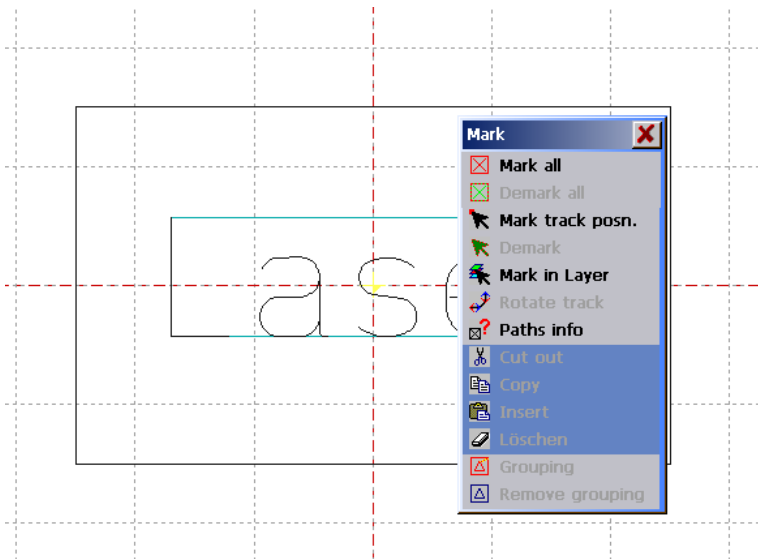 Mark
Mark all
Demark all
Mark track posn.
Demark
Mark in Layer
Rotate track
Paths info
Cut out
Copy
Insert
Löschen
Grouping
Remove grouping
ase